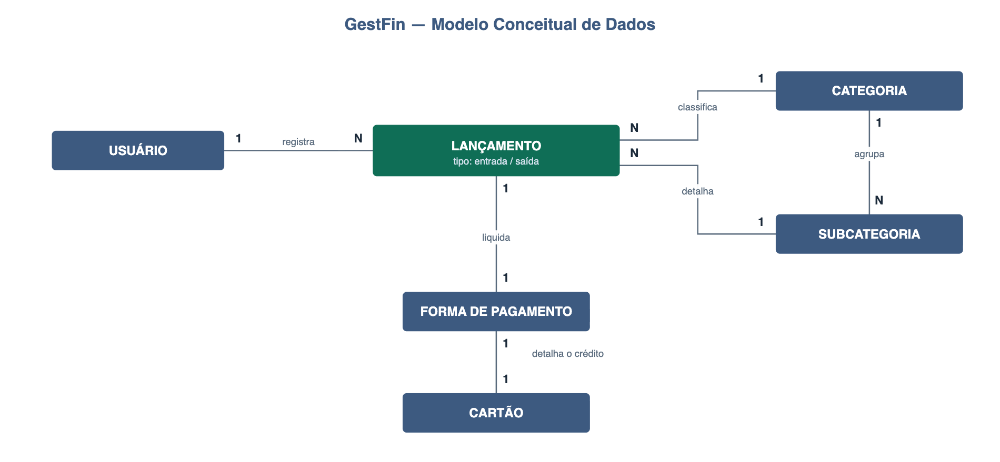 GestFin — Modelo Conceitual de Dados
1
CATEGORIA
classifica
N
1
USUÁRIO
1
registra
N
LANÇAMENTO
tipo: entrada / saída
N
agrupa
1
detalha
N
1
SUBCATEGORIA
liquida
1
FORMA DE PAGAMENTO
1
detalha o crédito
1
CARTÃO